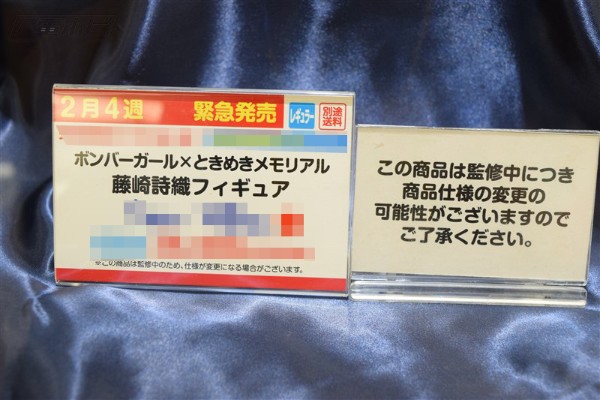 2月4週 緊急発売 レギュラー 別途送料
ボンバーガール×ときめきメモリアル
藤崎詩織フィギュア
※この商品は監修中のため、仕様が変更になる場合がございます。
この商品は監修中につき
商品仕様の変更の
可能性がございますので
ご了承ください。